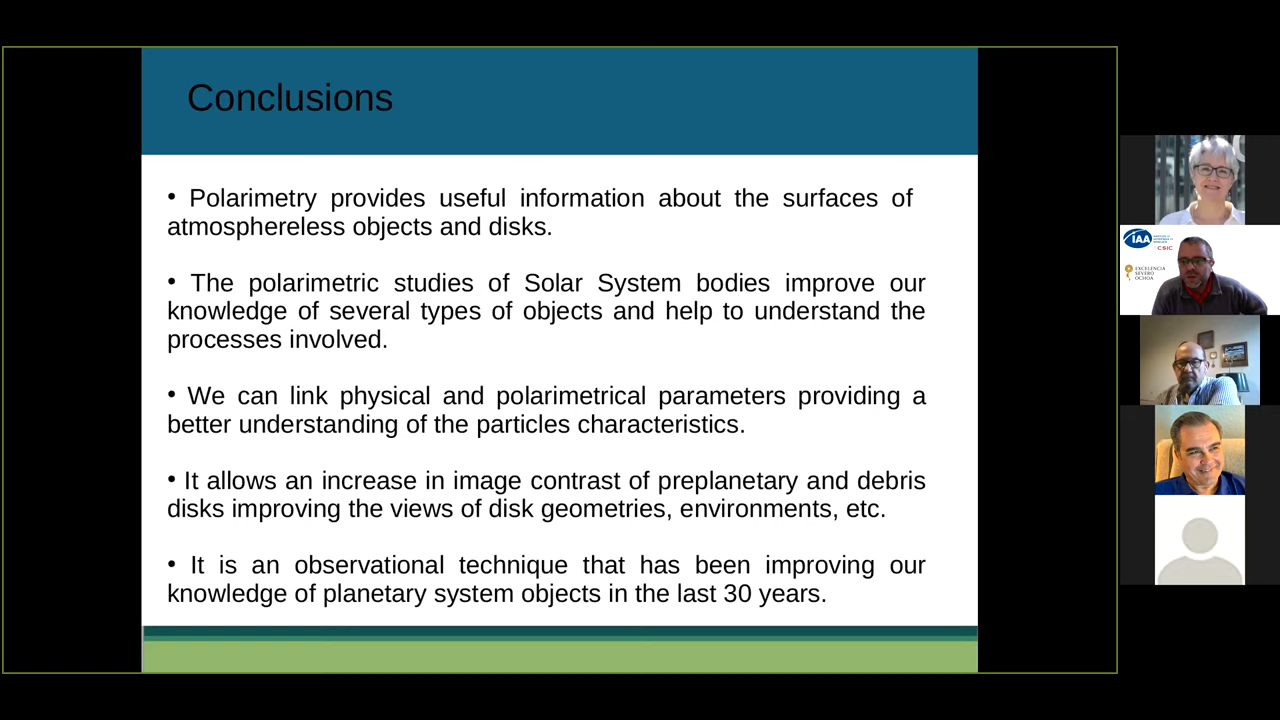 Conclusions
• Polarimetry provides useful information about the surfaces of
atmosphereless objects and disks.
• The polarimetric studies of Solar System bodies improve our
knowledge of several types of objects and help to understand the
processes involved.
• We can link physical and polarimetrical parameters providing a
better understanding of the particles characteristics.
• It allows an increase in image contrast of preplanetary and debris
disks improving the views of disk geometries, environments, etc.
• It is an observational technique that has been improving our
knowledge of planetary system objects in the last 30 years.
IAA
CSIC
EXCELENCIA
SEVERO
OCHOA